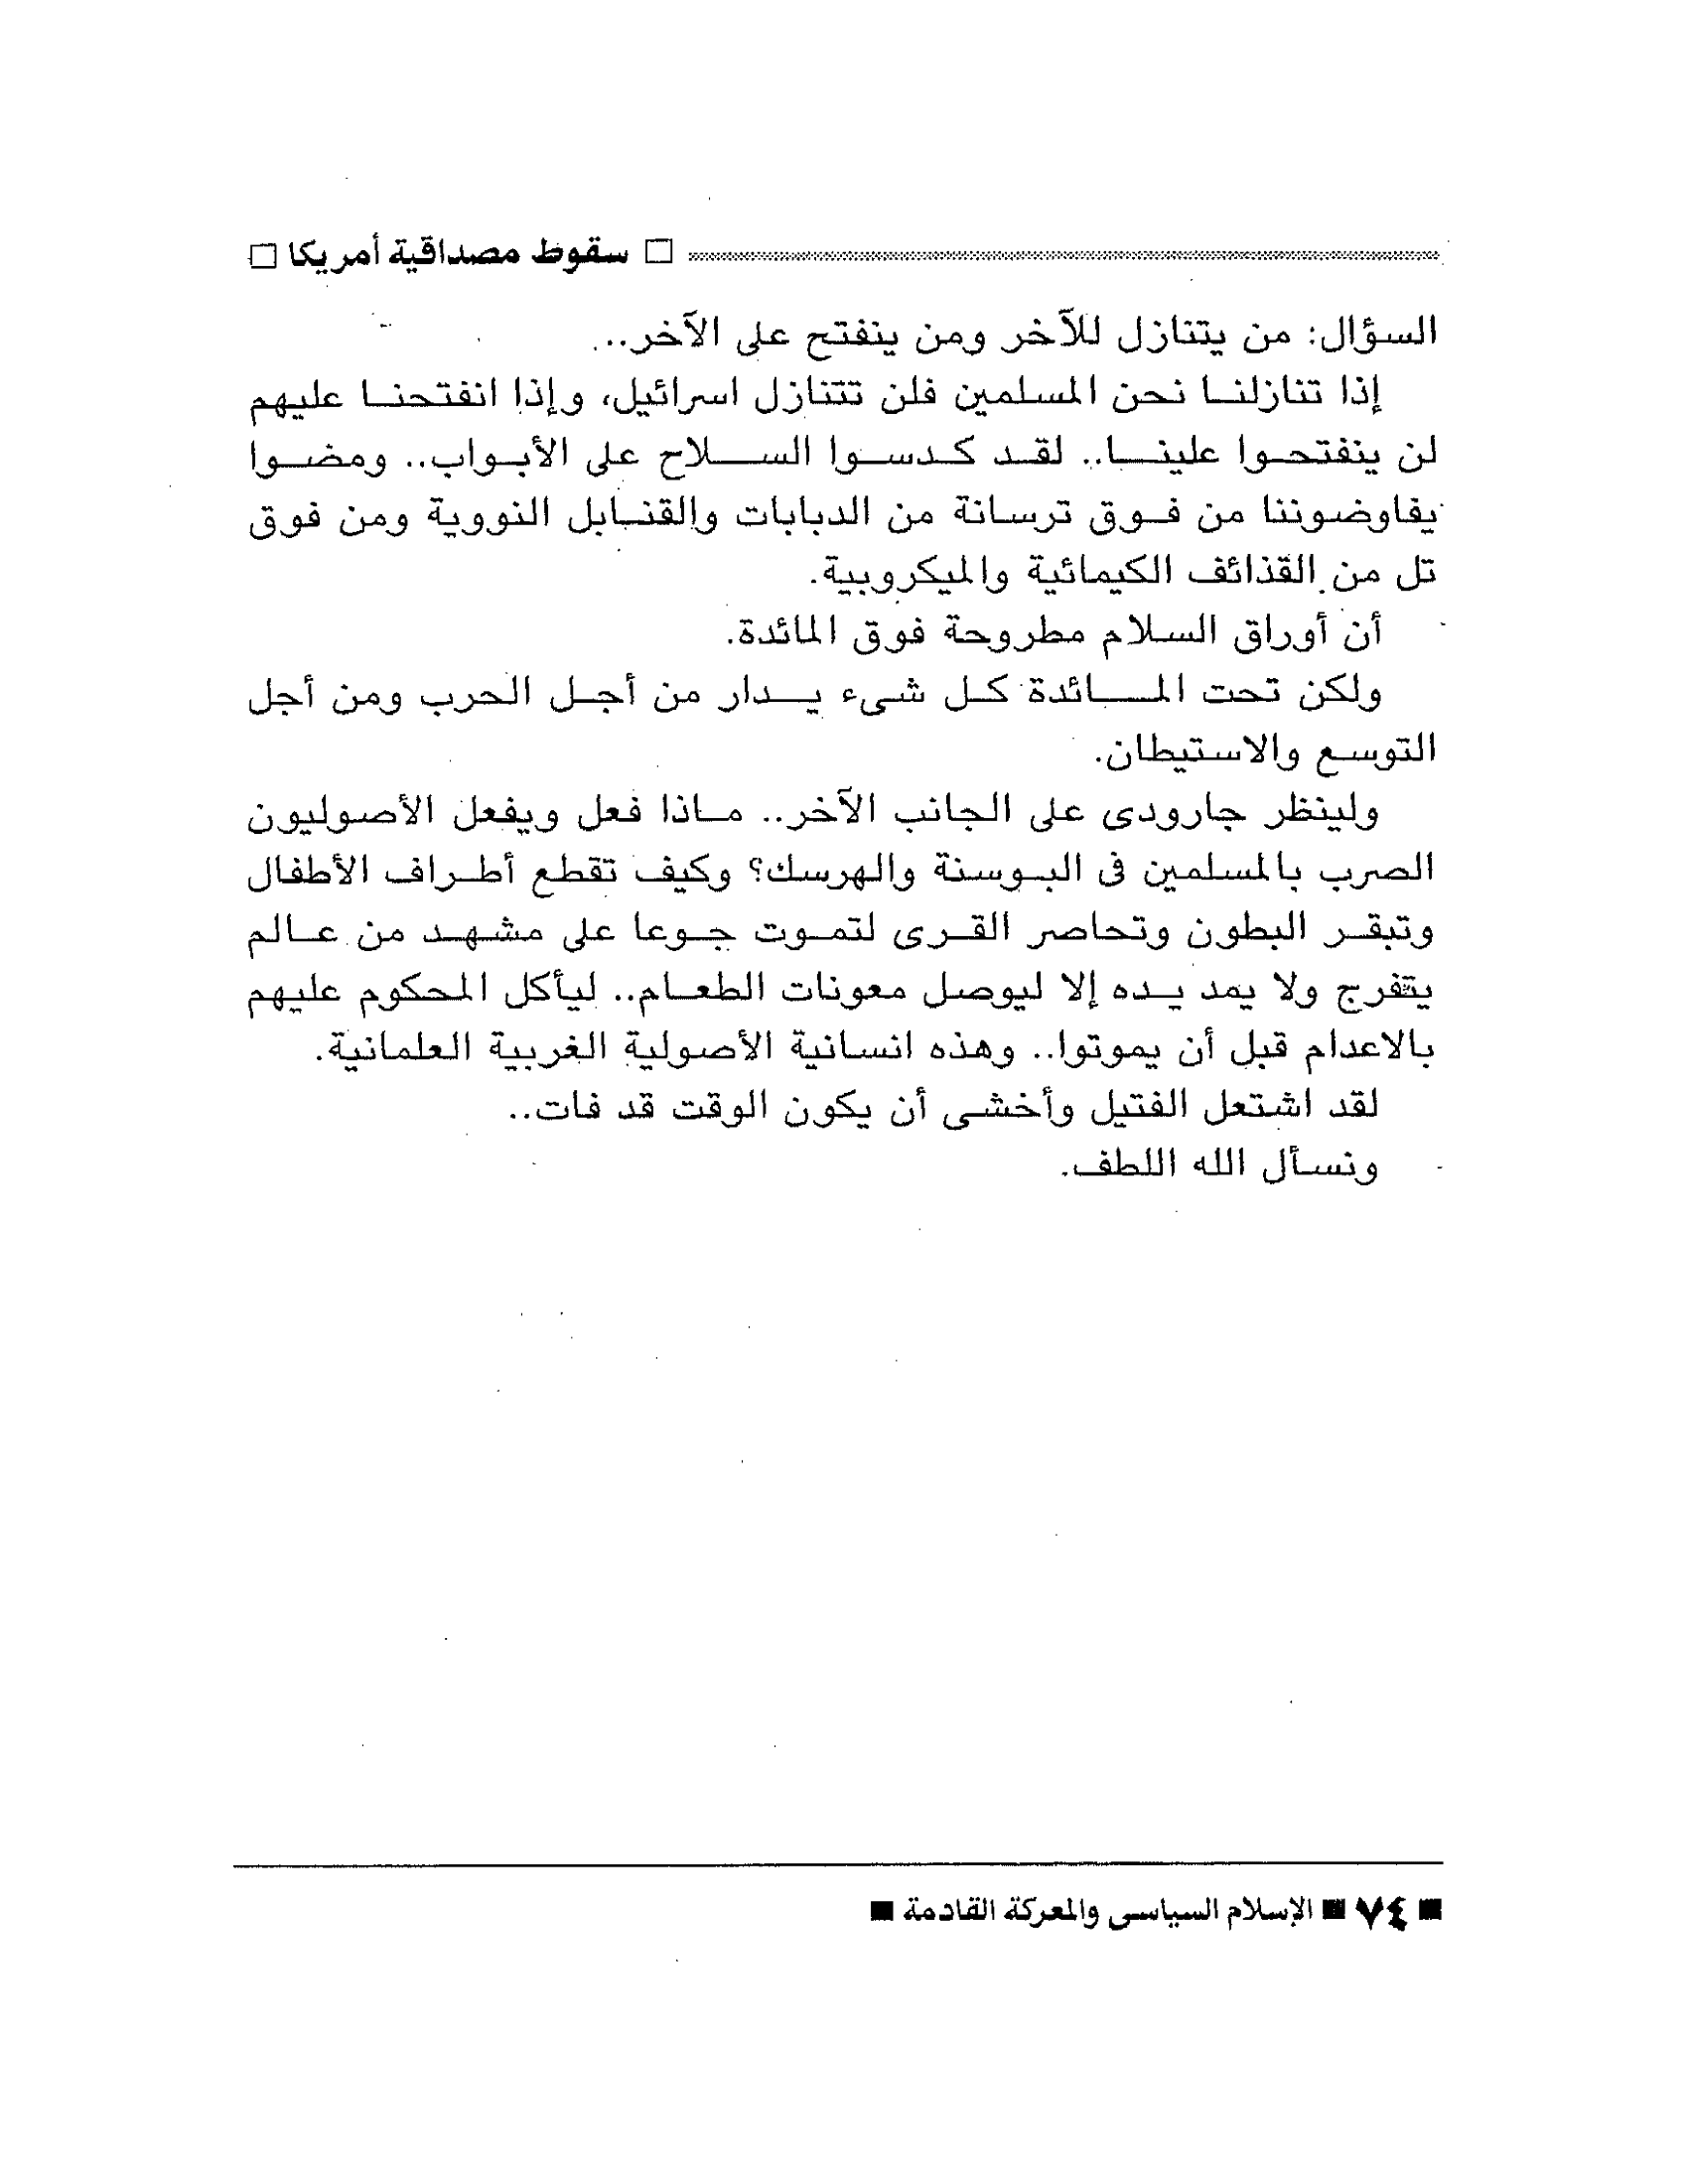 □ سقوط مصداقية أمريكا □
السؤال: من يتنازل للآخر ومن ينفتح على الآخر..
إذا تنازلنا نحن المسلمين فلن تتنازل اسرائيل، وإذا انفتحنا عليهم
لن ينفتحوا علينا.. لقد كدسوا السلاح على الأبواب.. ومضوا
يفاوضوننا من فوق ترسانة من الدبابات والقنابل النووية ومن فوق
تل من القذائف الكيمائية والميكروبية.
أن أوراق السلام مطروحة فوق المائدة.
ولكن تحت المائدة كل شىء يدار من أجل الحرب ومن أجل
التوسع والاستيطان.
ولينظر جارودى على الجانب الآخر.. ماذا فعل ويفعل الأصوليون
الصرب بالمسلمين فى البوسنة والهرسك؟ وكيف تقطع أطراف الأطفال
وتبقر البطون وتحاصر القرى لتموت جوعا على مشهد من عالم
يتفرج ولا يمد يده إلا ليوصل معونات الطعام.. ليأكل المحكوم عليهم
بالاعدام قبل أن يموتوا.. وهذه انسانية الأصولية الغربية العلمانية.
لقد اشتعل الفتيل وأخشى أن يكون الوقت قد فات..
ونسأل الله اللطف.
■ ٧٤ ■ الإسلام السياسى والمعركة القادمة ■